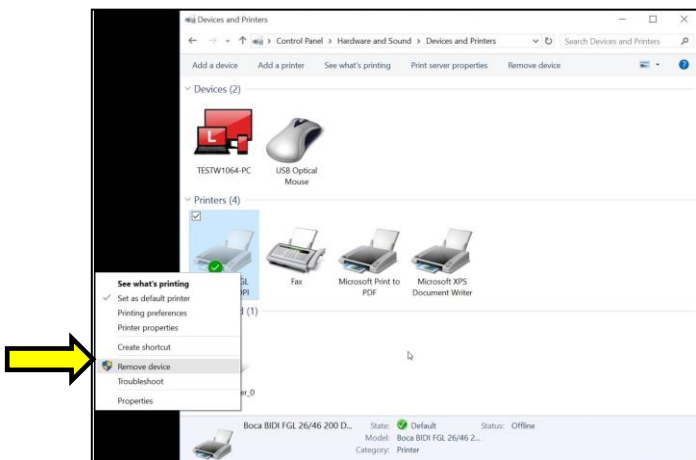 Devices and Printers
Control Panel > Hardware and Sound > Devices and Printers
Search Devices and Printers
Add a device Add a printer See what's printing Print server properties Remove device
Devices (2)
L
TESTW1064-PC
USB Optical
Mouse
Printers (4)
GL
PI
Fax
Microsoft Print to
PDF
Microsoft XPS
Document Writer
(1)
er_0
See what's printing
Set as default printer
Printing preferences
Printer properties
Create shortcut
Remove device
Troubleshoot
Properties
Boca BIDI FGL 26/46 200 D... State: Default Status: Offline
Model: Boca BIDI FGL 26/46 2...
Category: Printer